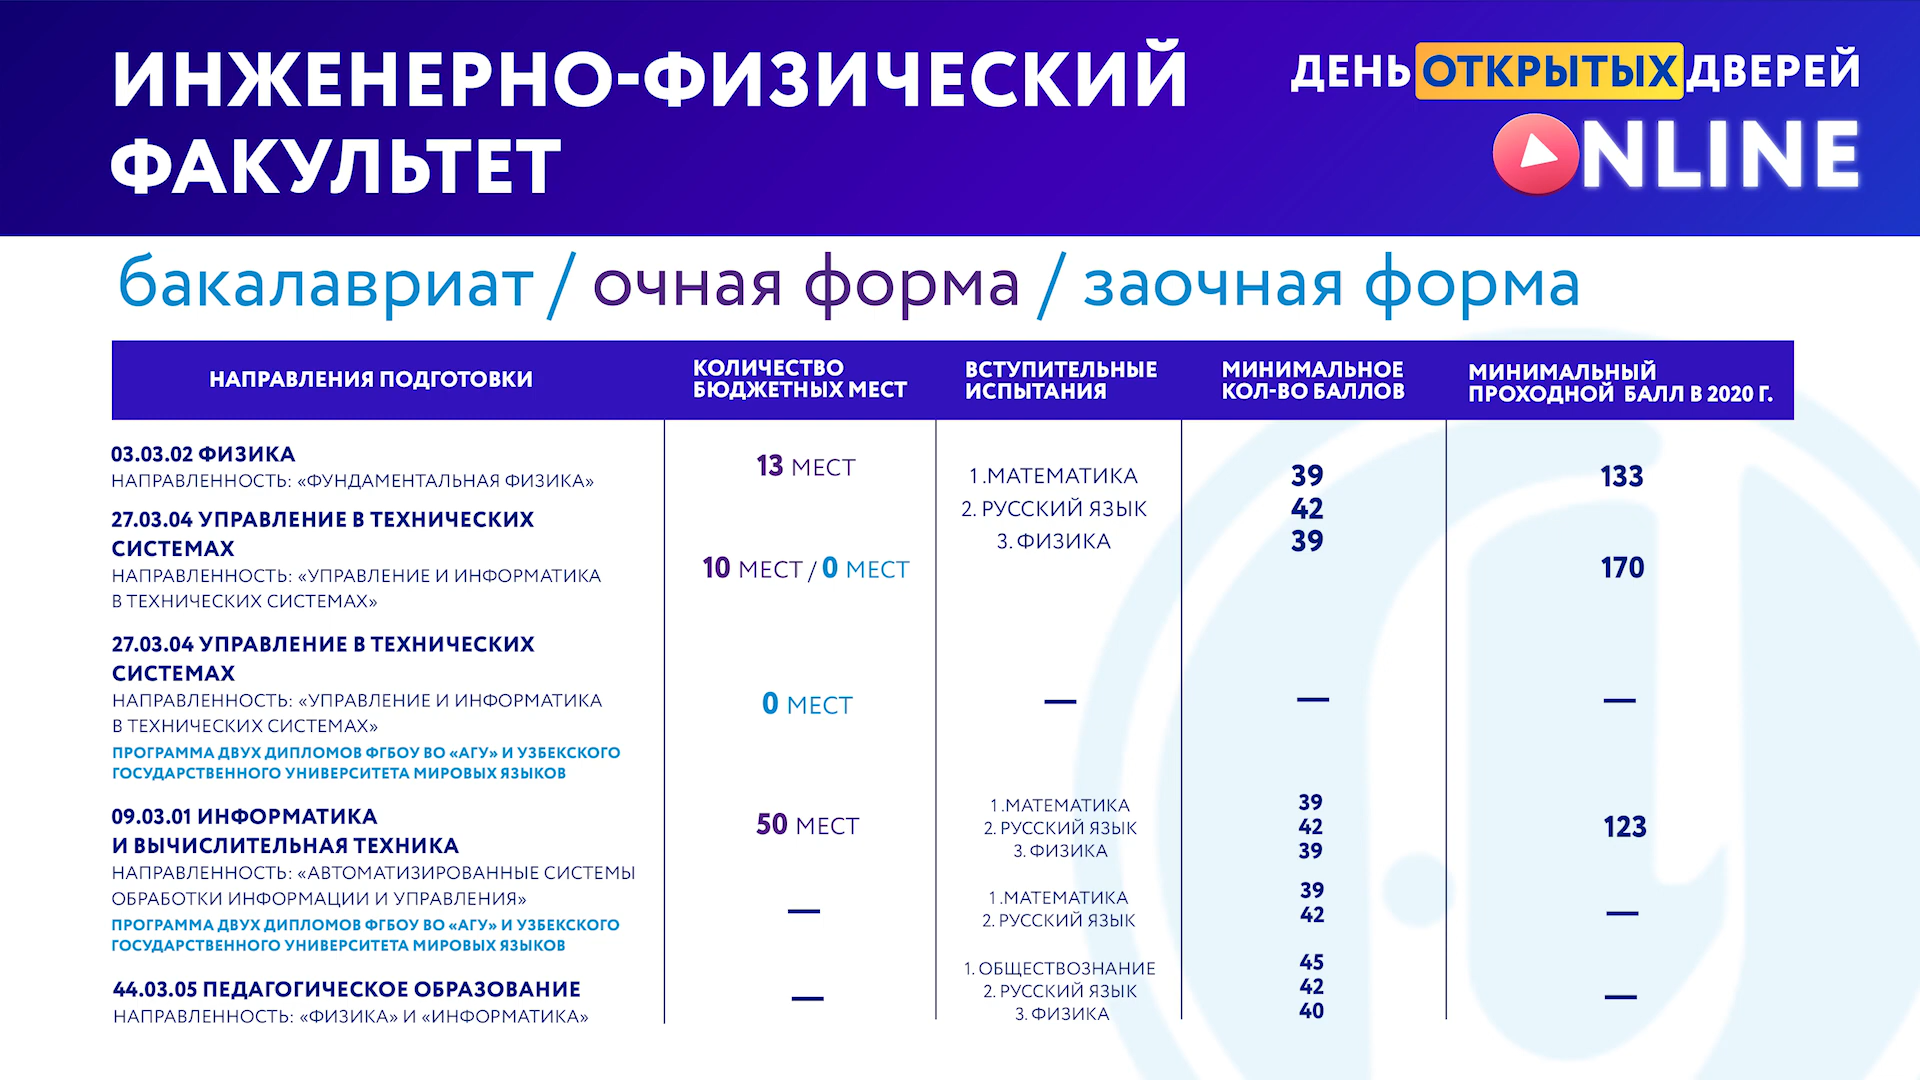 ИНЖЕНЕРНО-ФИЗИЧЕСКИЙ
ФАКУЛЬТЕТ
ДЕНЬ ОТКРЫТЫХ ДВЕРЕЙ
ONLINE
бакалавриат / очная форма / заочная форма
НАПРАВЛЕНИЯ ПОДГОТОВКИ
КОЛИЧЕСТВО
БЮДЖЕТНЫХ МЕСТ
ВСТУПИТЕЛЬНЫЕ
ИСПЫТАНИЯ
МИНИМАЛЬНОЕ
КОЛ-ВО БАЛЛОВ
МИНИМАЛЬНЫЙ
ПРОХОДНОЙ БАЛЛ В 2020 Г.
03.03.02 ФИЗИКА
НАПРАВЛЕННОСТЬ: «ФУНДАМЕНТАЛЬНАЯ ФИЗИКА»
13 МЕСТ
1.МАТЕМАТИКА
2. РУССКИЙ ЯЗЫК
3. ФИЗИКА
39
42
39
133
27.03.04 УПРАВЛЕНИЕ В ТЕХНИЧЕСКИХ
СИСТЕМАХ
НАПРАВЛЕННОСТЬ: «УПРАВЛЕНИЕ И ИНФОРМАТИКА
В ТЕХНИЧЕСКИХ СИСТЕМАХ»
10 МЕСТ / 0 МЕСТ
170
27.03.04 УПРАВЛЕНИЕ В ТЕХНИЧЕСКИХ
СИСТЕМАХ
НАПРАВЛЕННОСТЬ: «УПРАВЛЕНИЕ И ИНФОРМАТИКА
В ТЕХНИЧЕСКИХ СИСТЕМАХ»
ПРОГРАММА ДВУХ ДИПЛОМОВ ФГБОУ ВО «АГУ» И УЗБЕКСКОГО
ГОСУДАРСТВЕННОГО УНИВЕРСИТЕТА МИРОВЫХ ЯЗЫКОВ
0 МЕСТ
—
—
—
09.03.01 ИНФОРМАТИКА
И ВЫЧИСЛИТЕЛЬНАЯ ТЕХНИКА
НАПРАВЛЕННОСТЬ: «АВТОМАТИЗИРОВАННЫЕ СИСТЕМЫ
ОБРАБОТКИ ИНФОРМАЦИИ И УПРАВЛЕНИЯ»
ПРОГРАММА ДВУХ ДИПЛОМОВ ФГБОУ ВО «АГУ» И УЗБЕКСКОГО
ГОСУДАРСТВЕННОГО УНИВЕРСИТЕТА МИРОВЫХ ЯЗЫКОВ
50 МЕСТ
1.МАТЕМАТИКА
2. РУССКИЙ ЯЗЫК
3. ФИЗИКА
39
42
39
123
—
1.МАТЕМАТИКА
2. РУССКИЙ ЯЗЫК
39
42
—
44.03.05 ПЕДАГОГИЧЕСКОЕ ОБРАЗОВАНИЕ
НАПРАВЛЕННОСТЬ: «ФИЗИКА» И «ИНФОРМАТИКА»
—
1. ОБЩЕСТВОЗНАНИЕ
2. РУССКИЙ ЯЗЫК
3. ФИЗИКА
45
42
40
—